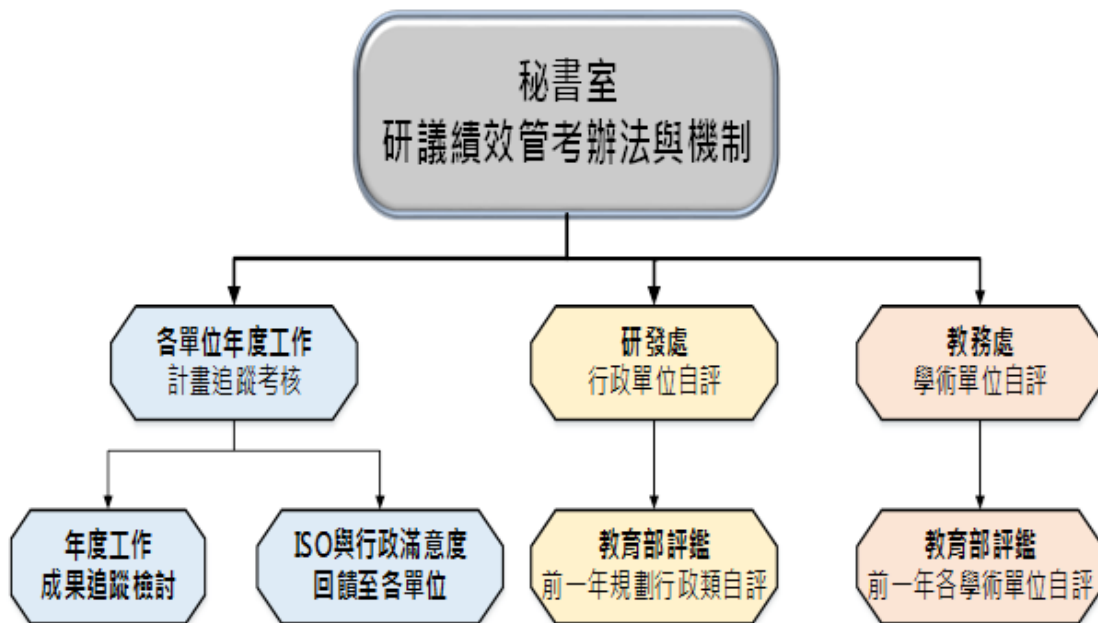 秘書室
研議績效管考辦法與機制
各單位年度工作
計畫追蹤考核
研發處
行政單位自評
教務處
學術單位自評
年度工作
成果追蹤檢討
ISO與行政滿意度
回饋至各單位
教育部評鑑
前一年規劃行政類自評
教育部評鑑
前一年各學術單位自評